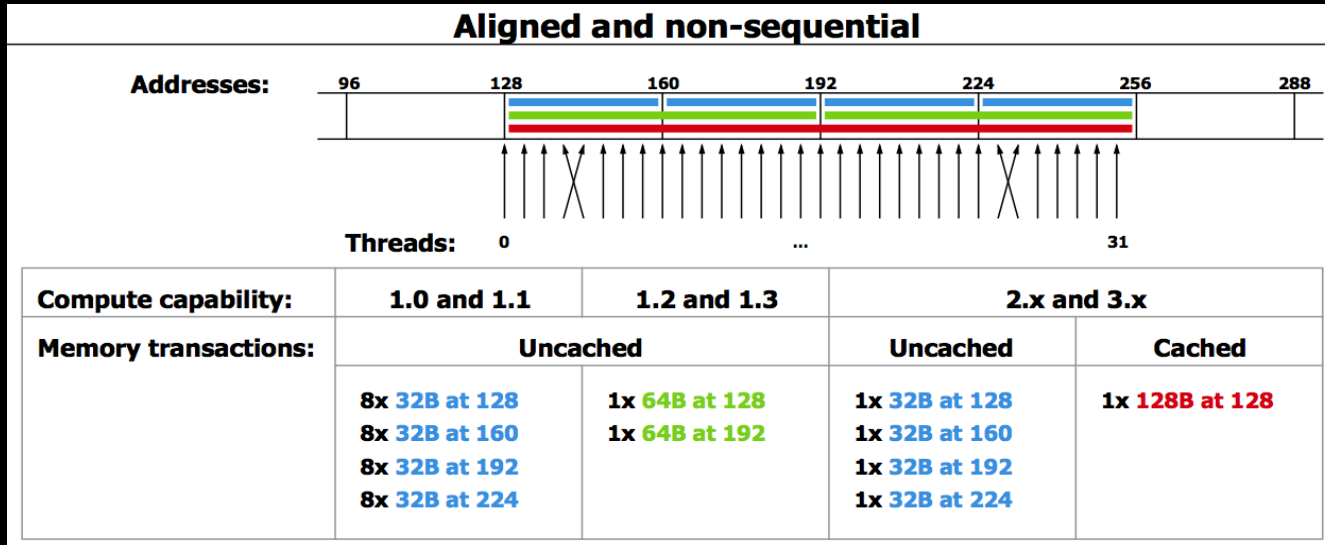 Aligned and non-sequential
Addresses: 96 128 160 192 224 256 288
Threads: 0 ... 31
Compute capability: 1.0 and 1.1 1.2 and 1.3 2.x and 3.x
Memory transactions: Uncached Uncached Cached
8x 32B at 128 1x 64B at 128 1x 32B at 128 1x 128B at 128
8x 32B at 160 1x 64B at 192 1x 32B at 160
8x 32B at 192 1x 32B at 192
8x 32B at 224 1x 32B at 224